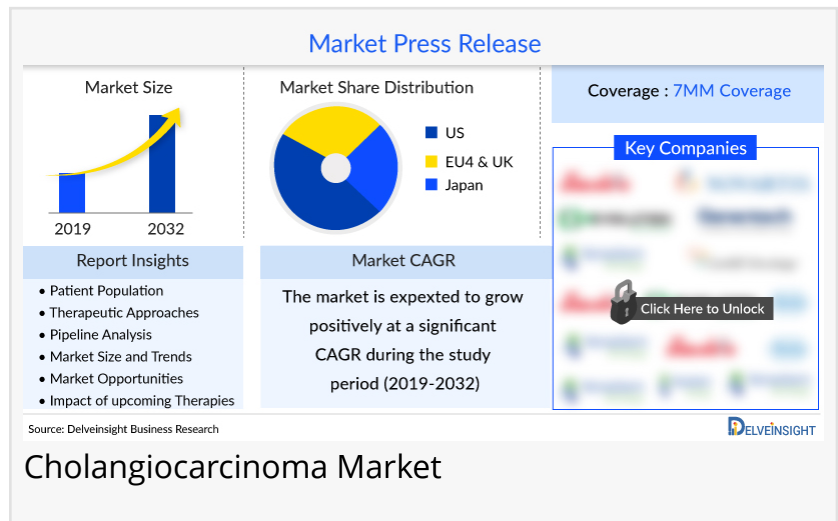 Market Press Release
Market Size
2019
2032
Market Share Distribution
US
EU4 & UK
Japan
Coverage : 7MM Coverage
Key Companies
Click Here to Unlock
Report Insights
• Patient Population
• Therapeutic Approaches
• Pipeline Analysis
• Market Size and Trends
• Market Opportunities
• Impact of upcoming Therapies
Market CAGR
The market is expexted to grow
positively at a significant
CAGR during the study
period (2019-2032)
Source: Delveinsight Business Research
DELVEINSIGHT
Cholangiocarcinoma Market